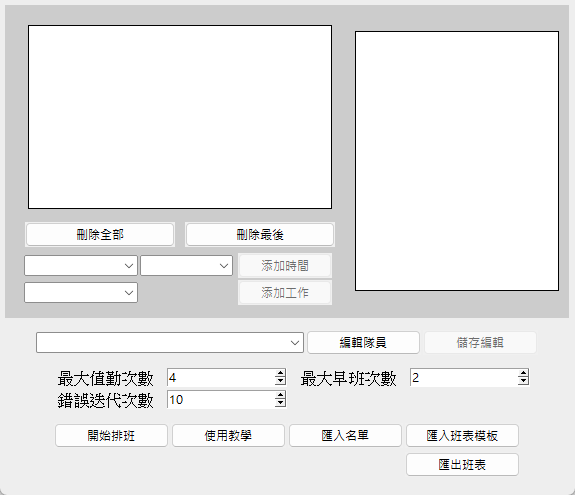 刪除全部 刪除最後
添加時間
添加工作
編輯隊員 儲存編輯
最大值勤次數 4 最大早班次數 2
錯誤迭代次數 10
開始排班 使用教學 匯入名單 匯入班表模板
匯出班表